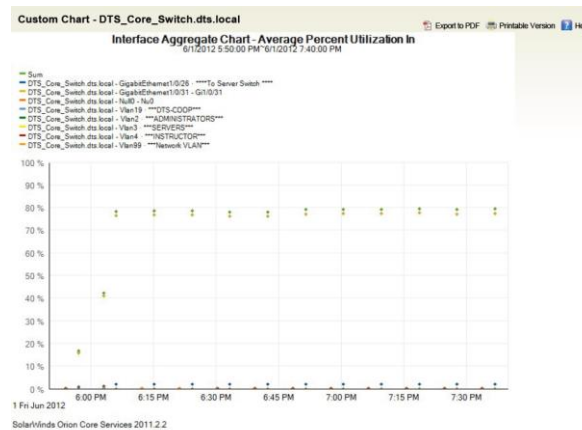 Custom Chart - DTS_Core_Switch.dts.local
Export to PDF Printable Version
Interface Aggregate Chart - Average Percent Utilization In
6/1/2012 5:50:00 PM~6/1/2012 7:40:00 PM
Sum
DTS_Core_Switch.dts.local - GigabitEthernet1/0/26 · ****To Server Switch ****
DTS_Core_Switch.dts.local - GigabitEthernet1/0/31 - Gi1/0/31
DTS_Core_Switch.dts.local - Null0 - Nu0
DTS_Core_Switch.dts.local - Vlan19 · ***DTS-COOP***
DTS_Core_Switch.dts.local - Vlan2 · ***ADMINISTRATORS***
DTS_Core_Switch.dts.local - Vlan3 · ***SERVERS***
DTS_Core_Switch.dts.local - Vlan4 · ***INSTRUCTOR***
DTS_Core_Switch.dts.local - Vlan99 · ***Network VLAN***
100 %
90 %
80 %
70 %
60 %
50 %
40 %
30 %
20 %
10 %
0 %
6:00 PM 6:15 PM 6:30 PM 6:45 PM 7:00 PM 7:15 PM 7:30 PM
1 Fri Jun 2012
SolarWinds Orion Core Services 2011.2.2